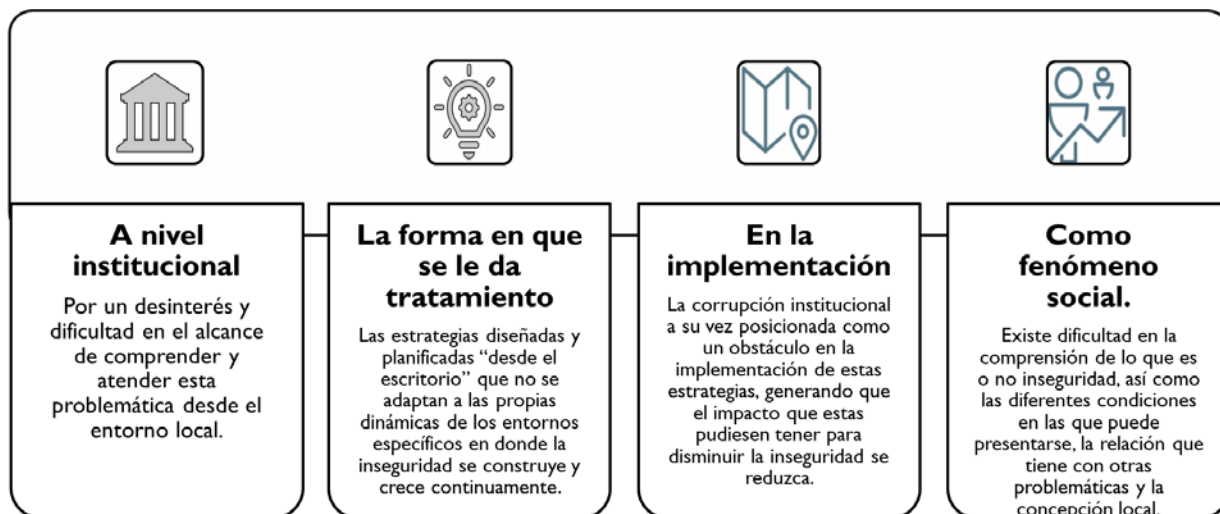 A nivel
institucional
Por un desinterés y
dificultad en el alcance
de comprender y
atender esta
problemática desde el
entorno local.
La forma en que
se le da
tratamiento
Las estrategias diseñadas y
planificadas “desde el
escritorio” que no se
adaptan a las propias
dinámicas de los entornos
específicos en donde la
inseguridad se construye y
crece continuamente.
En la
implementación
La corrupción institucional
a su vez posicionada como
un obstáculo en la
implementación de estas
estrategias, generando que
el impacto que estas
pudiesen tener para
disminuir la inseguridad se
reduzca.
Como
fenómeno
social.
Existe dificultad en la
comprensión de lo que es
o no inseguridad, así como
las diferentes condiciones
en las que puede
presentarse, la relación que
tiene con otras
problemáticas y la
concepción local.